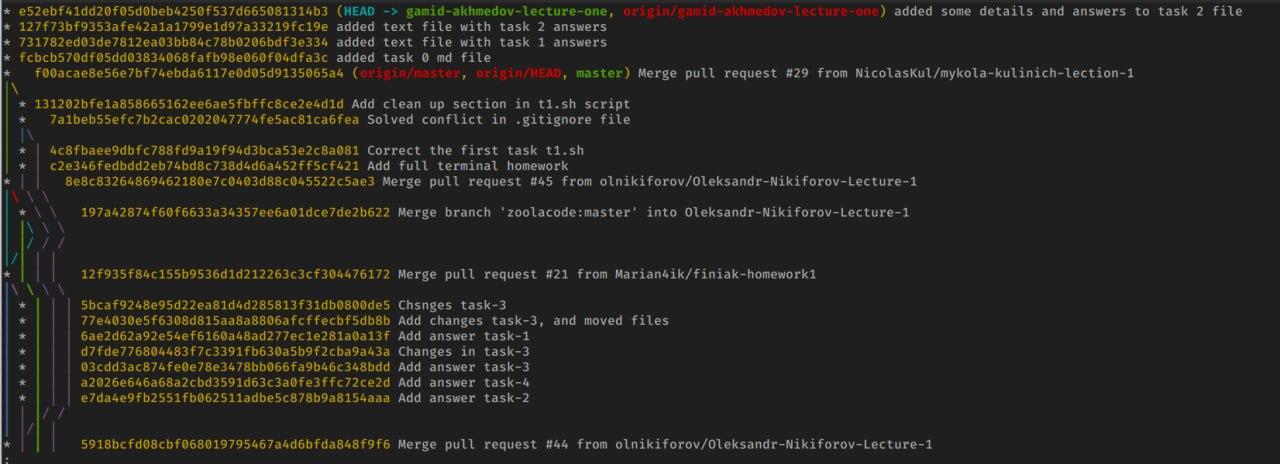 * e52ebf41dd20f05d0beb4250f537d665081314b3 (HEAD -> gamid-akhmedov-lecture-one, origin/gamid-akhmedov-lecture-one) added some details and answers to task 2 file
* 127f73bf9353afe42a1a1799e1d97a33219fc19e added text file with task 2 answers
* 731782ed03de7812ea03bb84c78b0206bdf3e334 added text file with task 1 answers
* fcbcb570df05dd03834068fafb98e060f04dfa3c added task 0 md file
* f00acae8e56e7bf74ebda6117e0d05d9135065a4 (origin/master, origin/HEAD, master) Merge pull request #29 from NicolasKul/mykola-kulinich-lection-1
* 131202bfe1a858665162ee6ae5fbffc8ce2e4d1d Add clean up section in t1.sh script
* 7a1beb55efc7b2cac0202047774fe5ac81ca6fea Solved conflict in .gitignore file
* 4c8fbaee9dbfc788fd9a19f94d3bca53e2c8a081 Correct the first task t1.sh
* c2e346fedbdd2eb74bd8c738d4d6a452ff5cf421 Add full terminal homework
* 8e8c83264869462180e7c0403d88c045522c5ae3 Merge pull request #45 from olnikiforov/Oleksandr-Nikiforov-Lecture-1
* 197a42874f60f6633a34357ee6a01dce7de2b622 Merge branch 'zoolacode:master' into Oleksandr-Nikiforov-Lecture-1
* 12f935f84c155b9536d1d212263c3cf304476172 Merge pull request #21 from Marian4ik/finiak-homework1
* 5bcaf9248e95d22ea81d4d285813f31db0800de5 Chsnges task-3
* 77e4030e5f6308d815aa8a8806afcffecbf5db8b Add changes task-3, and moved files
* 6ae2d62a92e54ef6160a48ad277ec1e281a0a13f Add answer task-1
* d7fde776804483f7c3391fb630a5b9f2cba9a43a Changes in task-3
* 03cdd3ac874fe0e78e3478bb066fa9b46c348bdd Add answer task-3
* a2026e646a68a2cbd3591d63c3a0fe3ffc72ce2d Add answer task-4
* e7da4e9fb2551fb062511adbe5c878b9a8154aaa Add answer task-2
* 5918bcfd08cbf068019795467a4d6bfda848f9f6 Merge pull request #44 from olnikiforov/Oleksandr-Nikiforov-Lecture-1
: